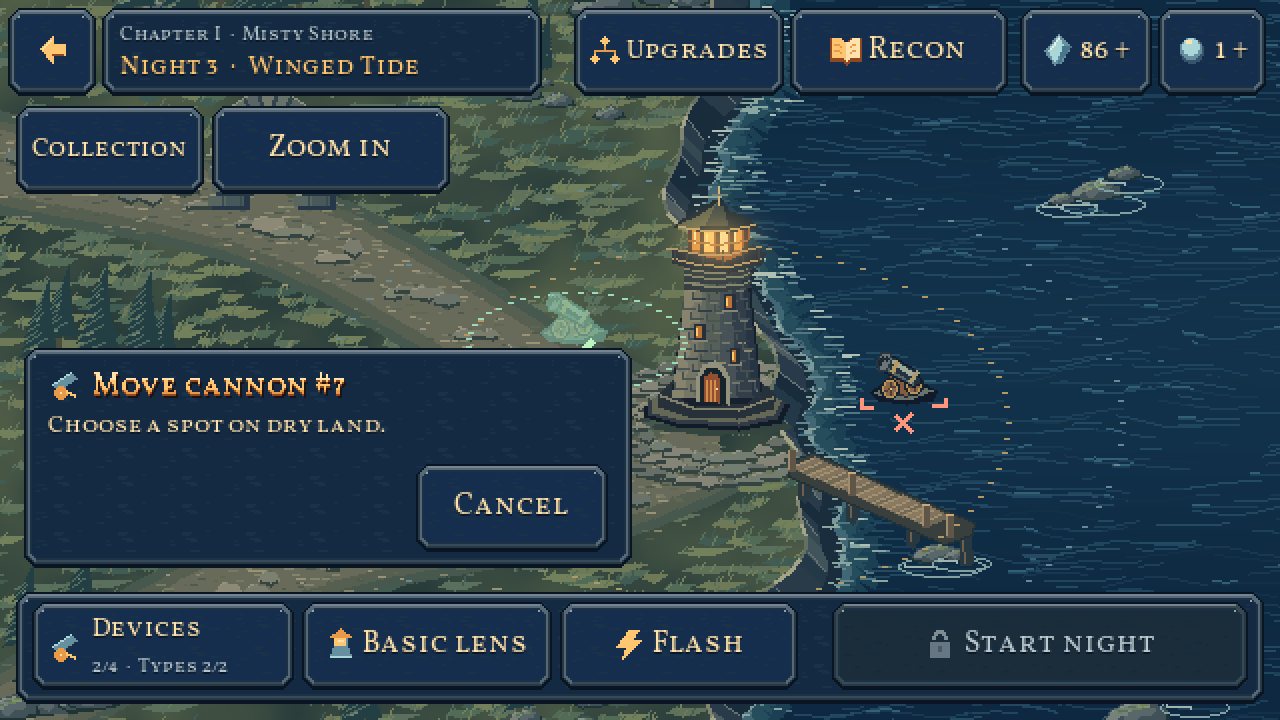 Chapter I · Misty Shore
Night 3 · Winged Tide
Upgrades
Recon
86 +
1 +
Collection
Zoom in
Move cannon #7
Choose a spot on dry land.
Cancel
Devices
2/4 · Types 2/2
Basic lens
Flash
Start night